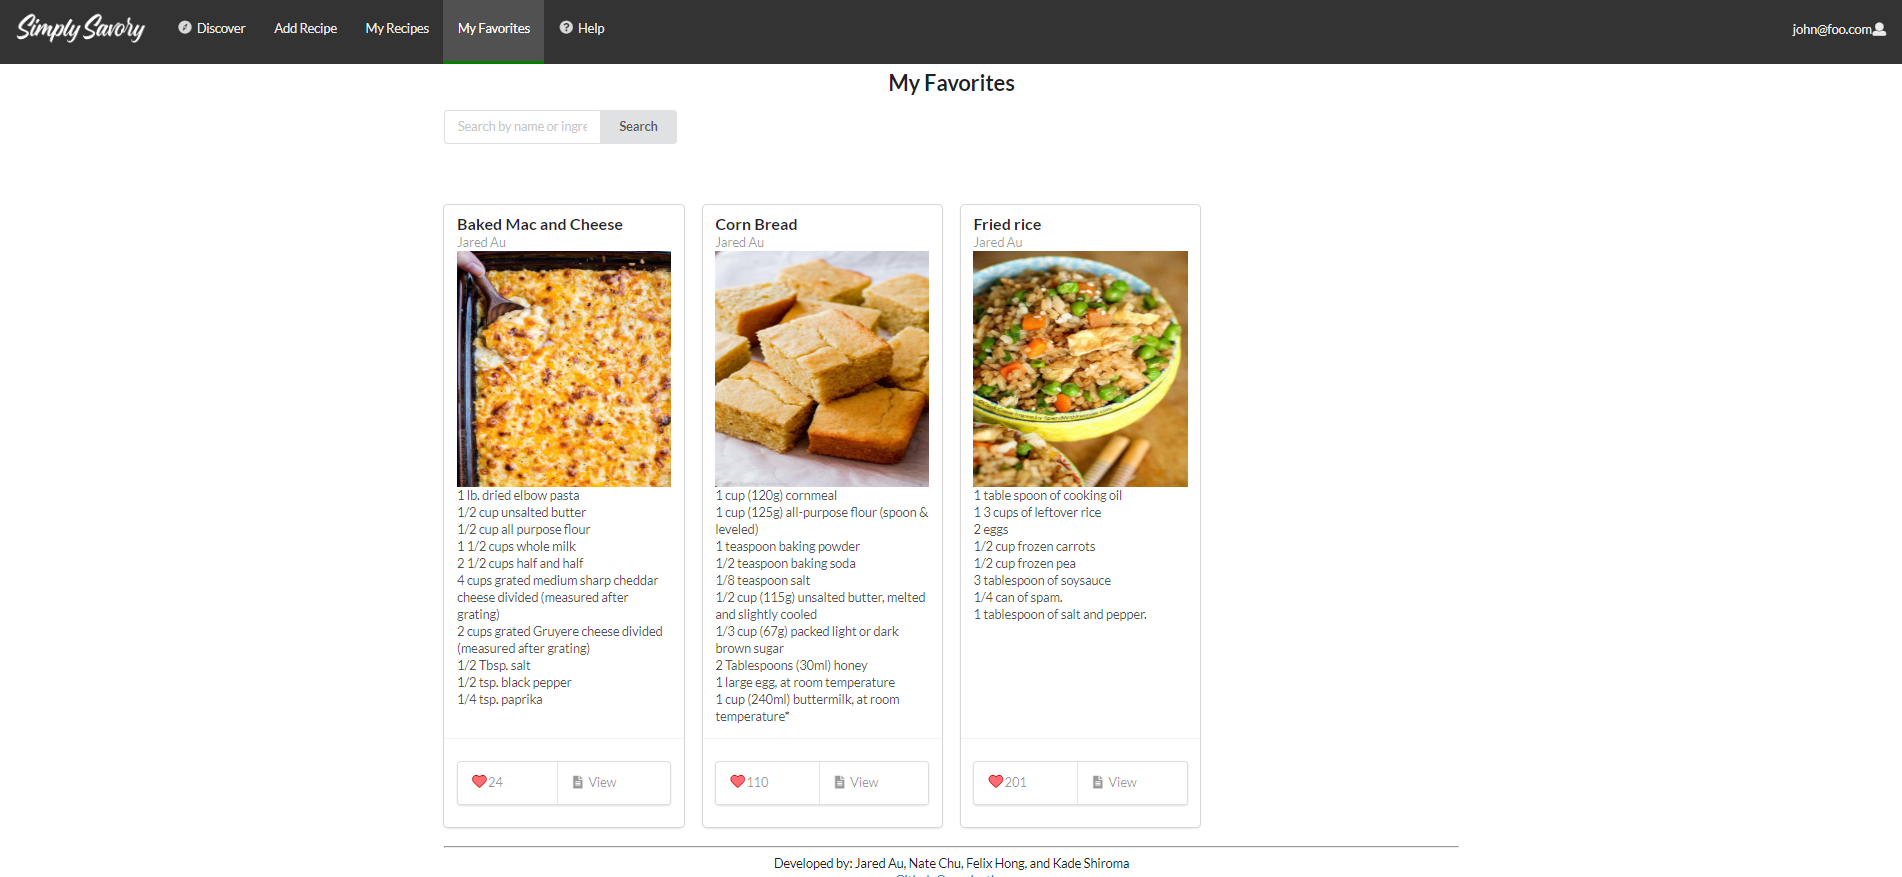 Simply Savory
Discover
Add Recipe
My Recipes
My Favorites
Help
john@foo.com
My Favorites
Search by name or ingre
Search
Baked Mac and Cheese
Jared Au
1 lb. dried elbow pasta
1/2 cup unsalted butter
1/2 cup all purpose flour
1 1/2 cups whole milk
2 1/2 cups half and half
4 cups grated medium sharp cheddar
cheese divided (measured after
grating)
2 cups grated Gruyere cheese divided
(measured after grating)
1/2 Tbsp. salt
1/2 tsp. black pepper
1/4 tsp. paprika
24
View
Corn Bread
Jared Au
1 cup (120g) cornmeal
1 cup (125g) all-purpose flour (spoon &
leveled)
1 teaspoon baking powder
1/2 teaspoon baking soda
1/8 teaspoon salt
1/2 cup (115g) unsalted butter, melted
and slightly cooled
1/3 cup (67g) packed light or dark
brown sugar
2 Tablespoons (30ml) honey
1 large egg, at room temperature
1 cup (240ml) buttermilk, at room
temperature*
110
View
Fried rice
Jared Au
1 table spoon of cooking oil
1 3 cups of leftover rice
2 eggs
1/2 cup frozen carrots
1/2 cup frozen pea
3 tablespoon of soysauce
1/4 can of spam.
1 tablespoon of salt and pepper.
201
View
Developed by: Jared Au, Nate Chu, Felix Hong, and Kade Shiroma